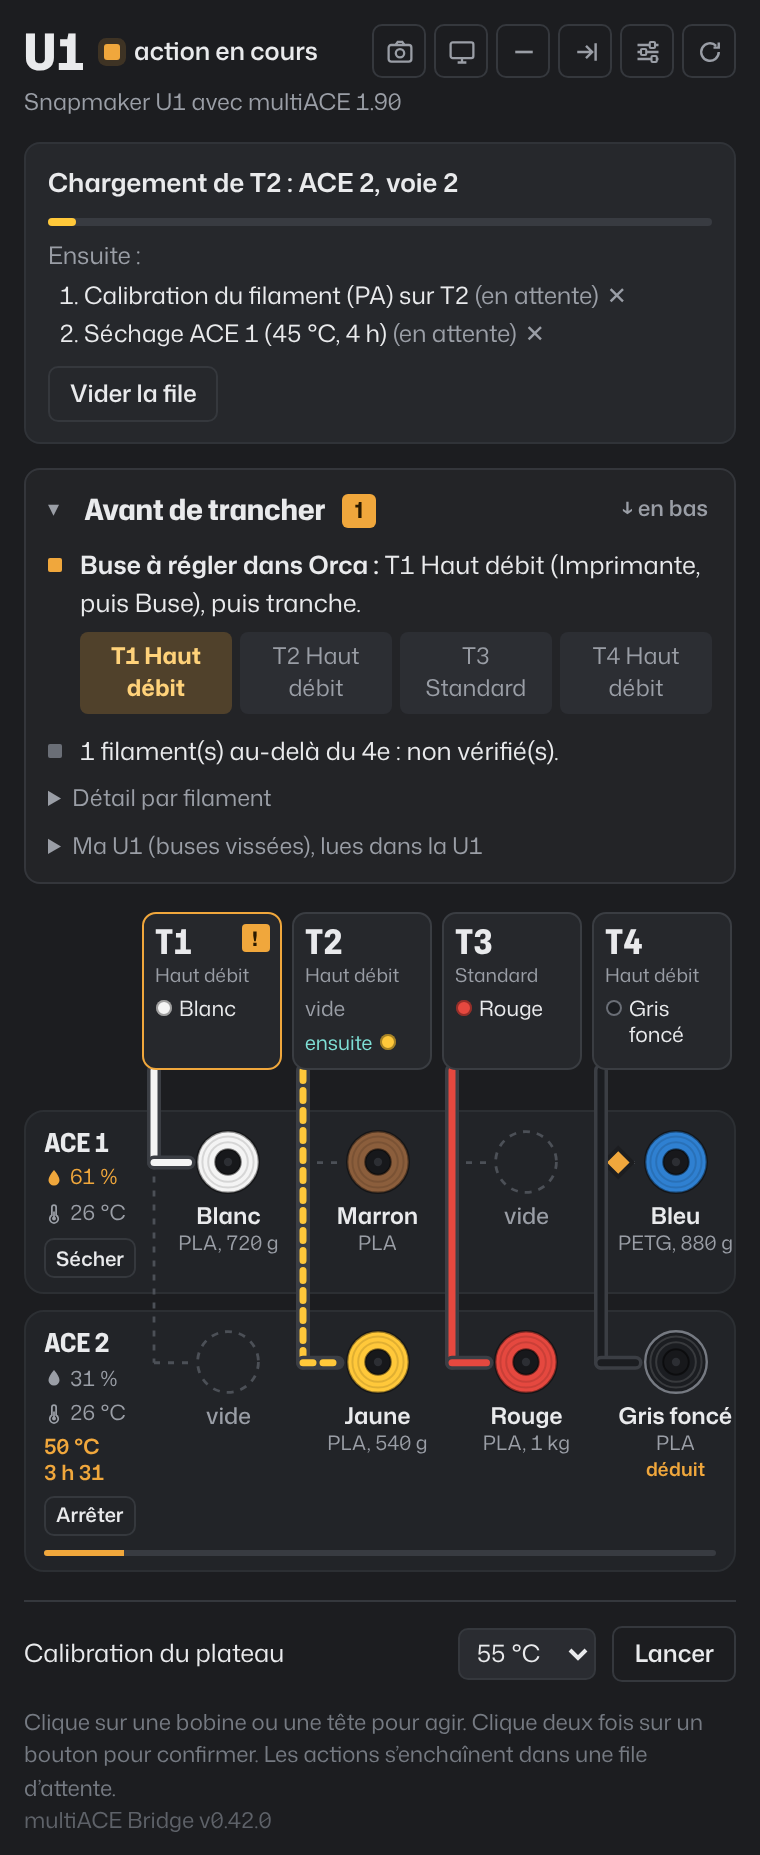 U1 action en cours
Snapmaker U1 avec multiACE 1.90
Chargement de T2 : ACE 2, voie 2
Ensuite :
1. Calibration du filament (PA) sur T2 (en attente) ✕
2. Séchage ACE 1 (45 °C, 4 h) (en attente) ✕
Vider la file
▼ Avant de trancher 1 ↓ en bas
Buse à régler dans Orca : T1 Haut débit (Imprimante,
puis Buse), puis tranche.
T1 Haut débit
T2 Haut débit
T3 Standard
T4 Haut débit
1 filament(s) au-delà du 4e : non vérifié(s).
▶ Détail par filament
▶ Ma U1 (buses vissées), lues dans la U1
T1 !
Haut débit
Blanc
T2
Haut débit
vide
ensuite
T3
Standard
Rouge
T4
Haut débit
Gris
foncé
ACE 1
61 %
26 °C
Sécher
Blanc
PLA, 720 g
Marron
PLA
vide
Bleu
PETG, 880 g
ACE 2
31 %
26 °C
50 °C
3 h 31
Arrêter
vide
Jaune
PLA, 540 g
Rouge
PLA, 1 kg
Gris foncé
PLA
déduit
Calibration du plateau 55 °C Lancer
Clique sur une bobine ou une tête pour agir. Clique deux fois sur un
bouton pour confirmer. Les actions s’enchaînent dans une file
d’attente.
multiACE Bridge v0.42.0